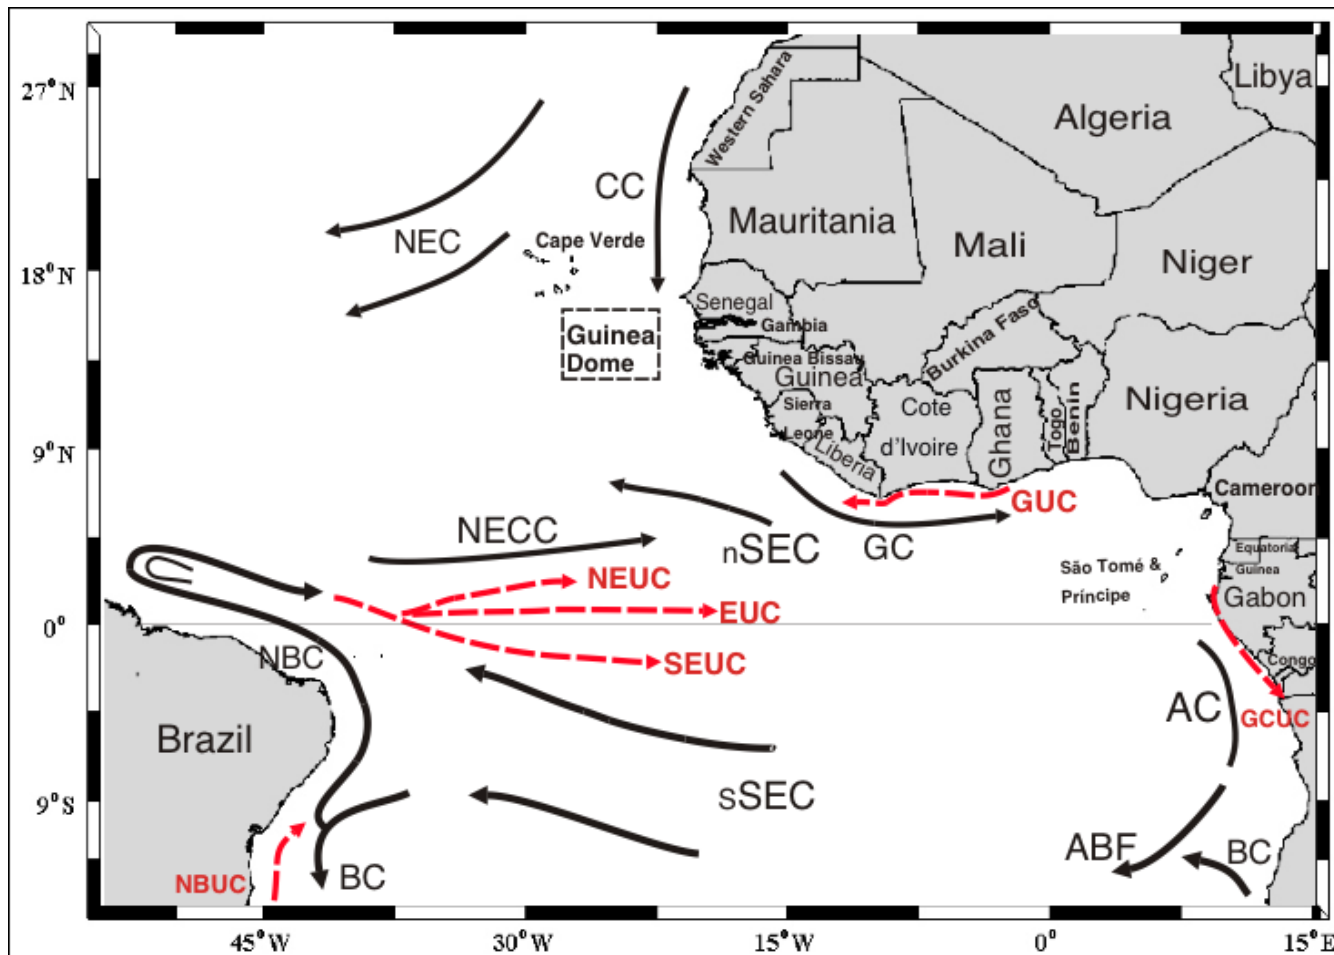 27°N
Libya
Western Sahara
Algeria
CC
Mauritania
NEC
Cape Verde
Mali
Niger
18°N
Senegal
Gambia
Guinea
Dome
Burkina Faso
Guinea Bissau
Guinea
Nigeria
Sierra
Leone
Cote
d'Ivoire
Ghana
Togo
Benin
9°N
Liberia
Cameroon
GUC
NECC
nSEC
GC
Equatoria
Guinea
São Tomé &
Príncipe
NEUC
Gabon
EUC
0°
NBC
SEUC
Congo
AC
GCUC
Brazil
sSEC
9°S
ABF
BC
BC
NBUC
45°W
30°W
15°W
0°
15°E